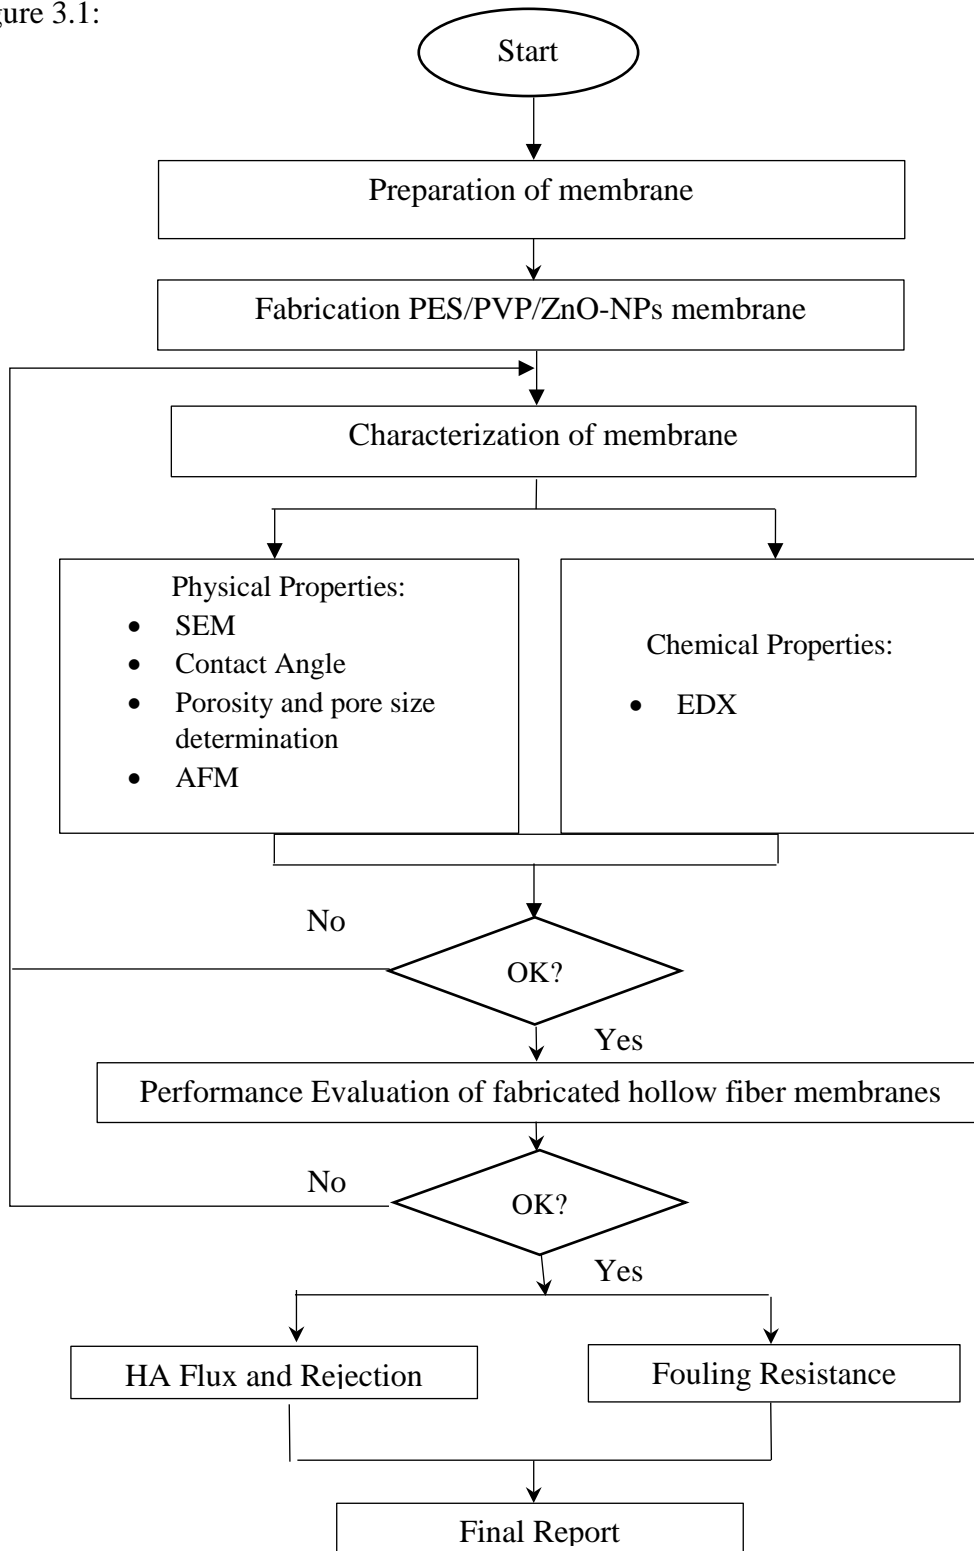 gure 3.1:
Start
Preparation of membrane
Fabrication PES/PVP/ZnO-NPs membrane
Characterization of membrane
Physical Properties:
• SEM
• Contact Angle
• Porosity and pore size
determination
• AFM
Chemical Properties:
• EDX
No
OK?
Yes
Performance Evaluation of fabricated hollow fiber membranes
No
OK?
Yes
HA Flux and Rejection
Fouling Resistance
Final Report